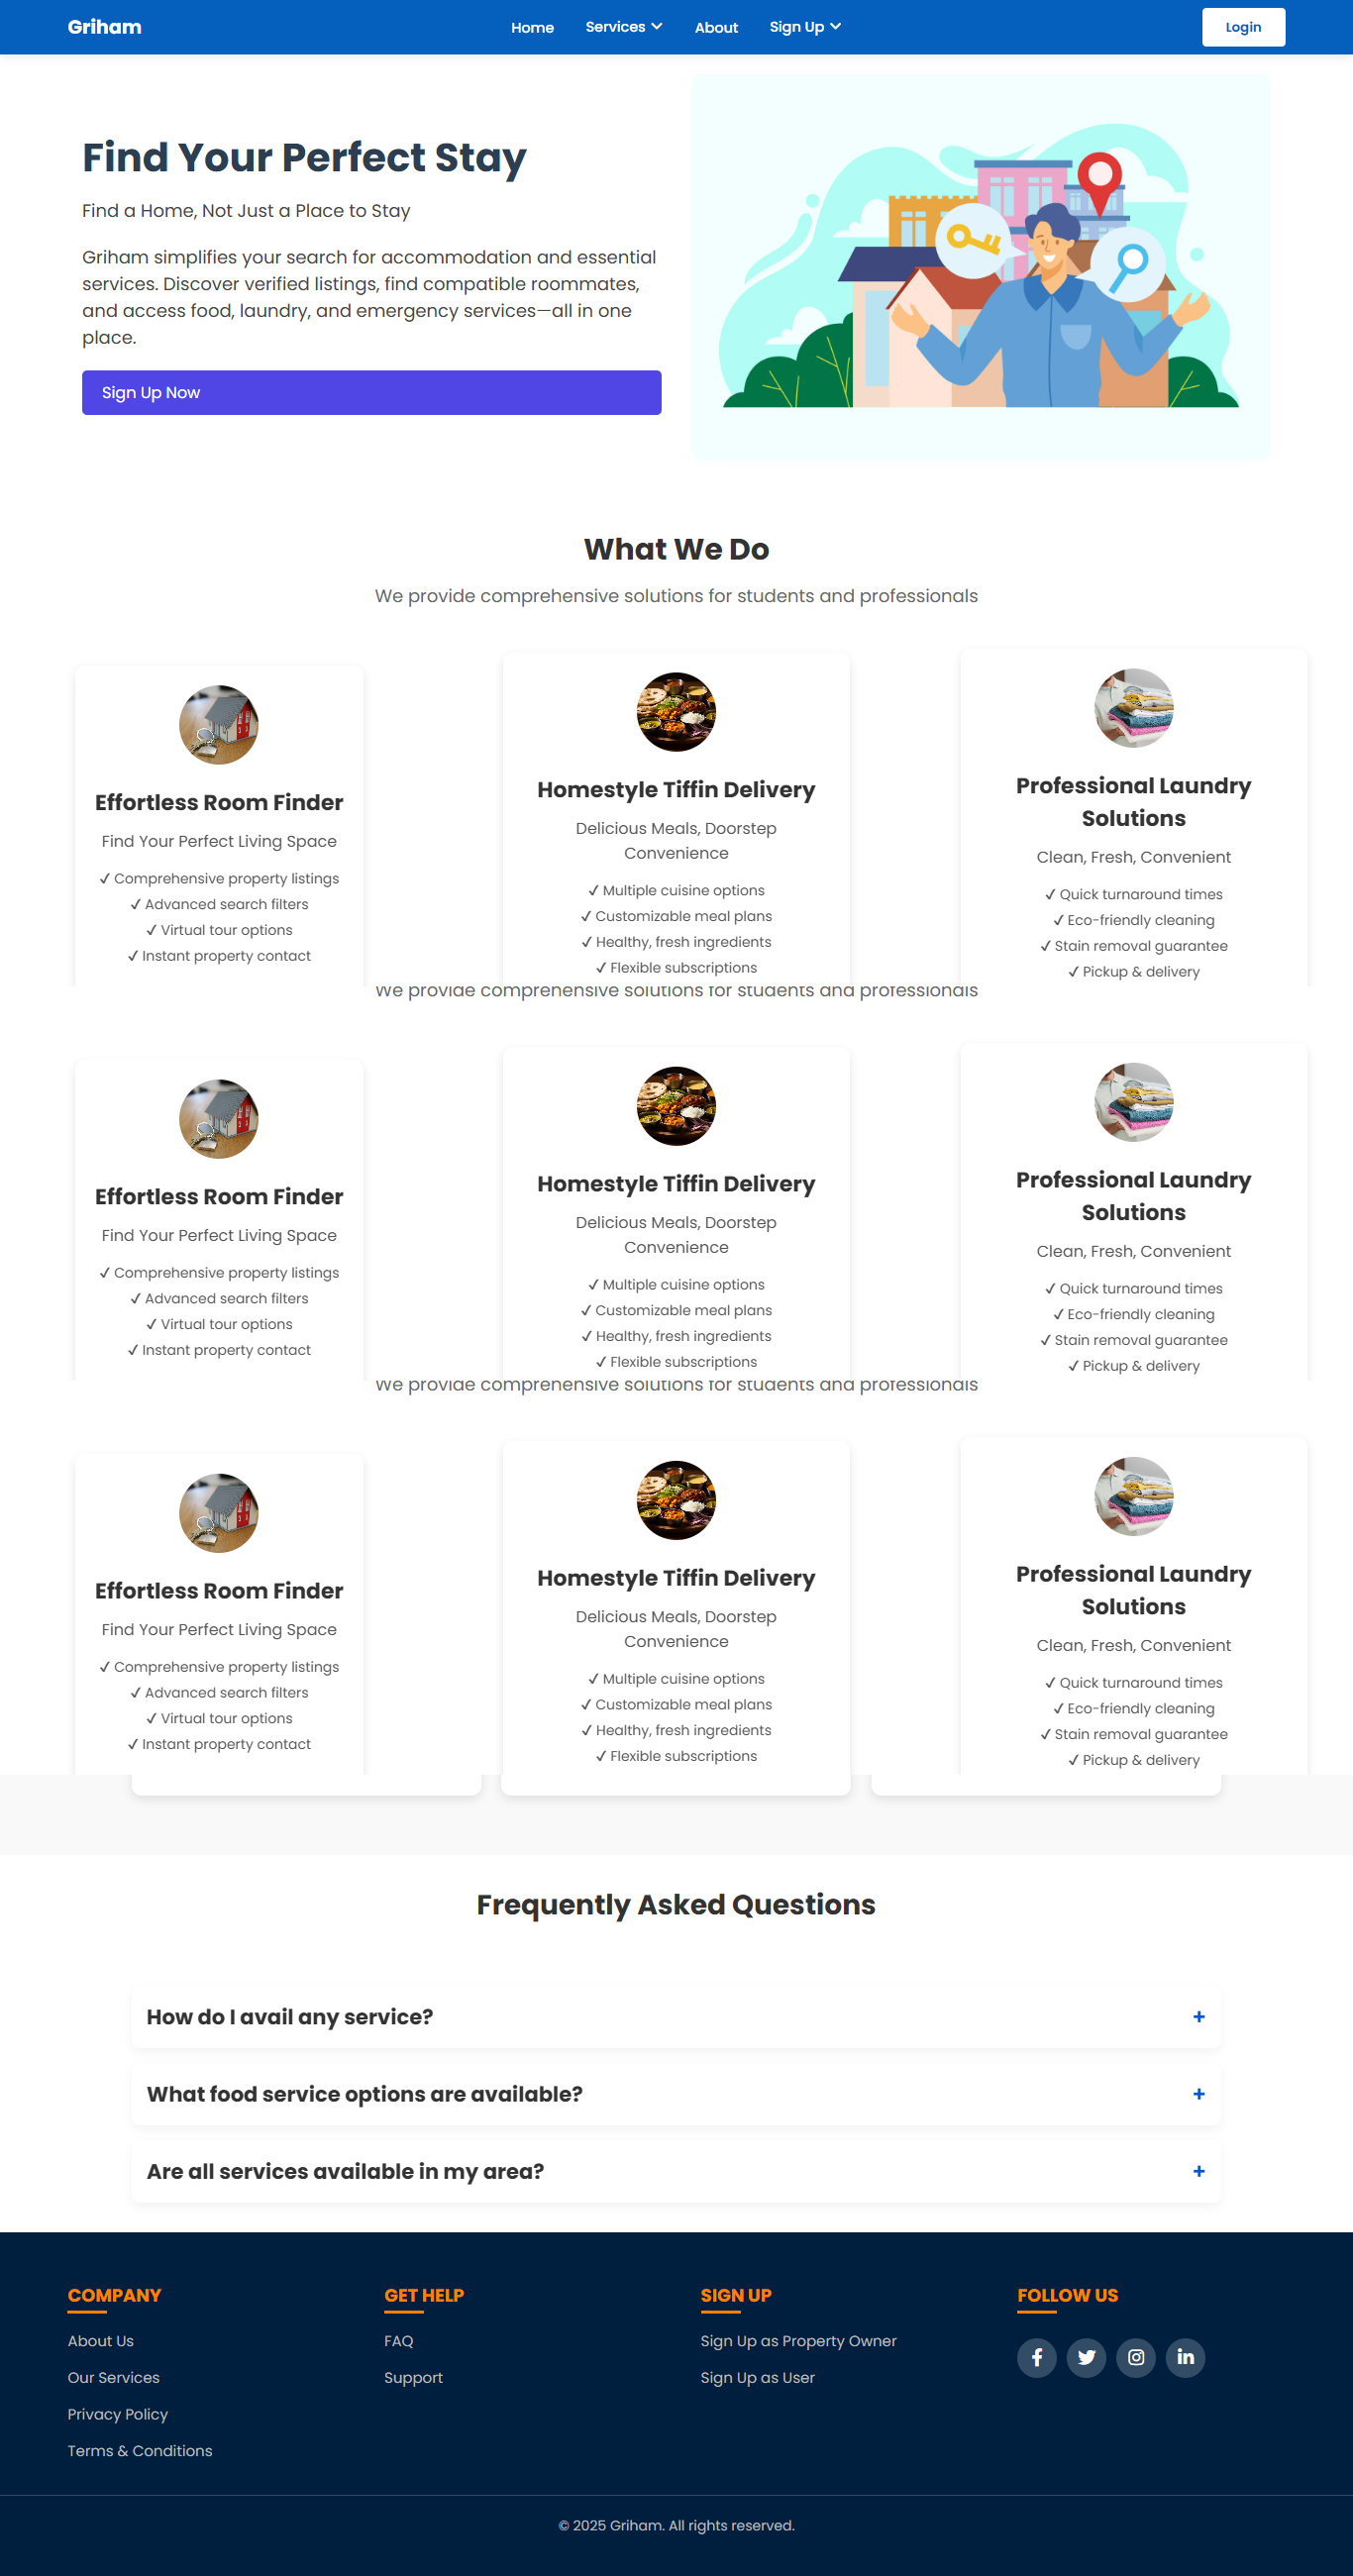 Griham
Home
Services
About
Sign Up
Login
Find Your Perfect Stay
Find a Home, Not Just a Place to Stay
Griham simplifies your search for accommodation and essential
services. Discover verified listings, find compatible roommates,
and access food, laundry, and emergency services—all in one
place.
Sign Up Now
What We Do
We provide comprehensive solutions for students and professionals
Effortless Room Finder
Find Your Perfect Living Space
✓ Comprehensive property listings
✓ Advanced search filters
✓ Virtual tour options
✓ Instant property contact
Homestyle Tiffin Delivery
Delicious Meals, Doorstep
Convenience
✓ Multiple cuisine options
✓ Customizable meal plans
✓ Healthy, fresh ingredients
✓ Flexible subscriptions
Professional Laundry
Solutions
Clean, Fresh, Convenient
✓ Quick turnaround times
✓ Eco-friendly cleaning
✓ Stain removal guarantee
✓ Pickup & delivery
We provide comprehensive solutions for students and professionals
Effortless Room Finder
Find Your Perfect Living Space
✓ Comprehensive property listings
✓ Advanced search filters
✓ Virtual tour options
✓ Instant property contact
Homestyle Tiffin Delivery
Delicious Meals, Doorstep
Convenience
✓ Multiple cuisine options
✓ Customizable meal plans
✓ Healthy, fresh ingredients
✓ Flexible subscriptions
Professional Laundry
Solutions
Clean, Fresh, Convenient
✓ Quick turnaround times
✓ Eco-friendly cleaning
✓ Stain removal guarantee
✓ Pickup & delivery
We provide comprehensive solutions for students and professionals
Effortless Room Finder
Find Your Perfect Living Space
✓ Comprehensive property listings
✓ Advanced search filters
✓ Virtual tour options
✓ Instant property contact
Homestyle Tiffin Delivery
Delicious Meals, Doorstep
Convenience
✓ Multiple cuisine options
✓ Customizable meal plans
✓ Healthy, fresh ingredients
✓ Flexible subscriptions
Professional Laundry
Solutions
Clean, Fresh, Convenient
✓ Quick turnaround times
✓ Eco-friendly cleaning
✓ Stain removal guarantee
✓ Pickup & delivery
Frequently Asked Questions
How do I avail any service? +
What food service options are available? +
Are all services available in my area? +
COMPANY
About Us
Our Services
Privacy Policy
Terms & Conditions
GET HELP
FAQ
Support
SIGN UP
Sign Up as Property Owner
Sign Up as User
FOLLOW US
© 2025 Griham. All rights reserved.